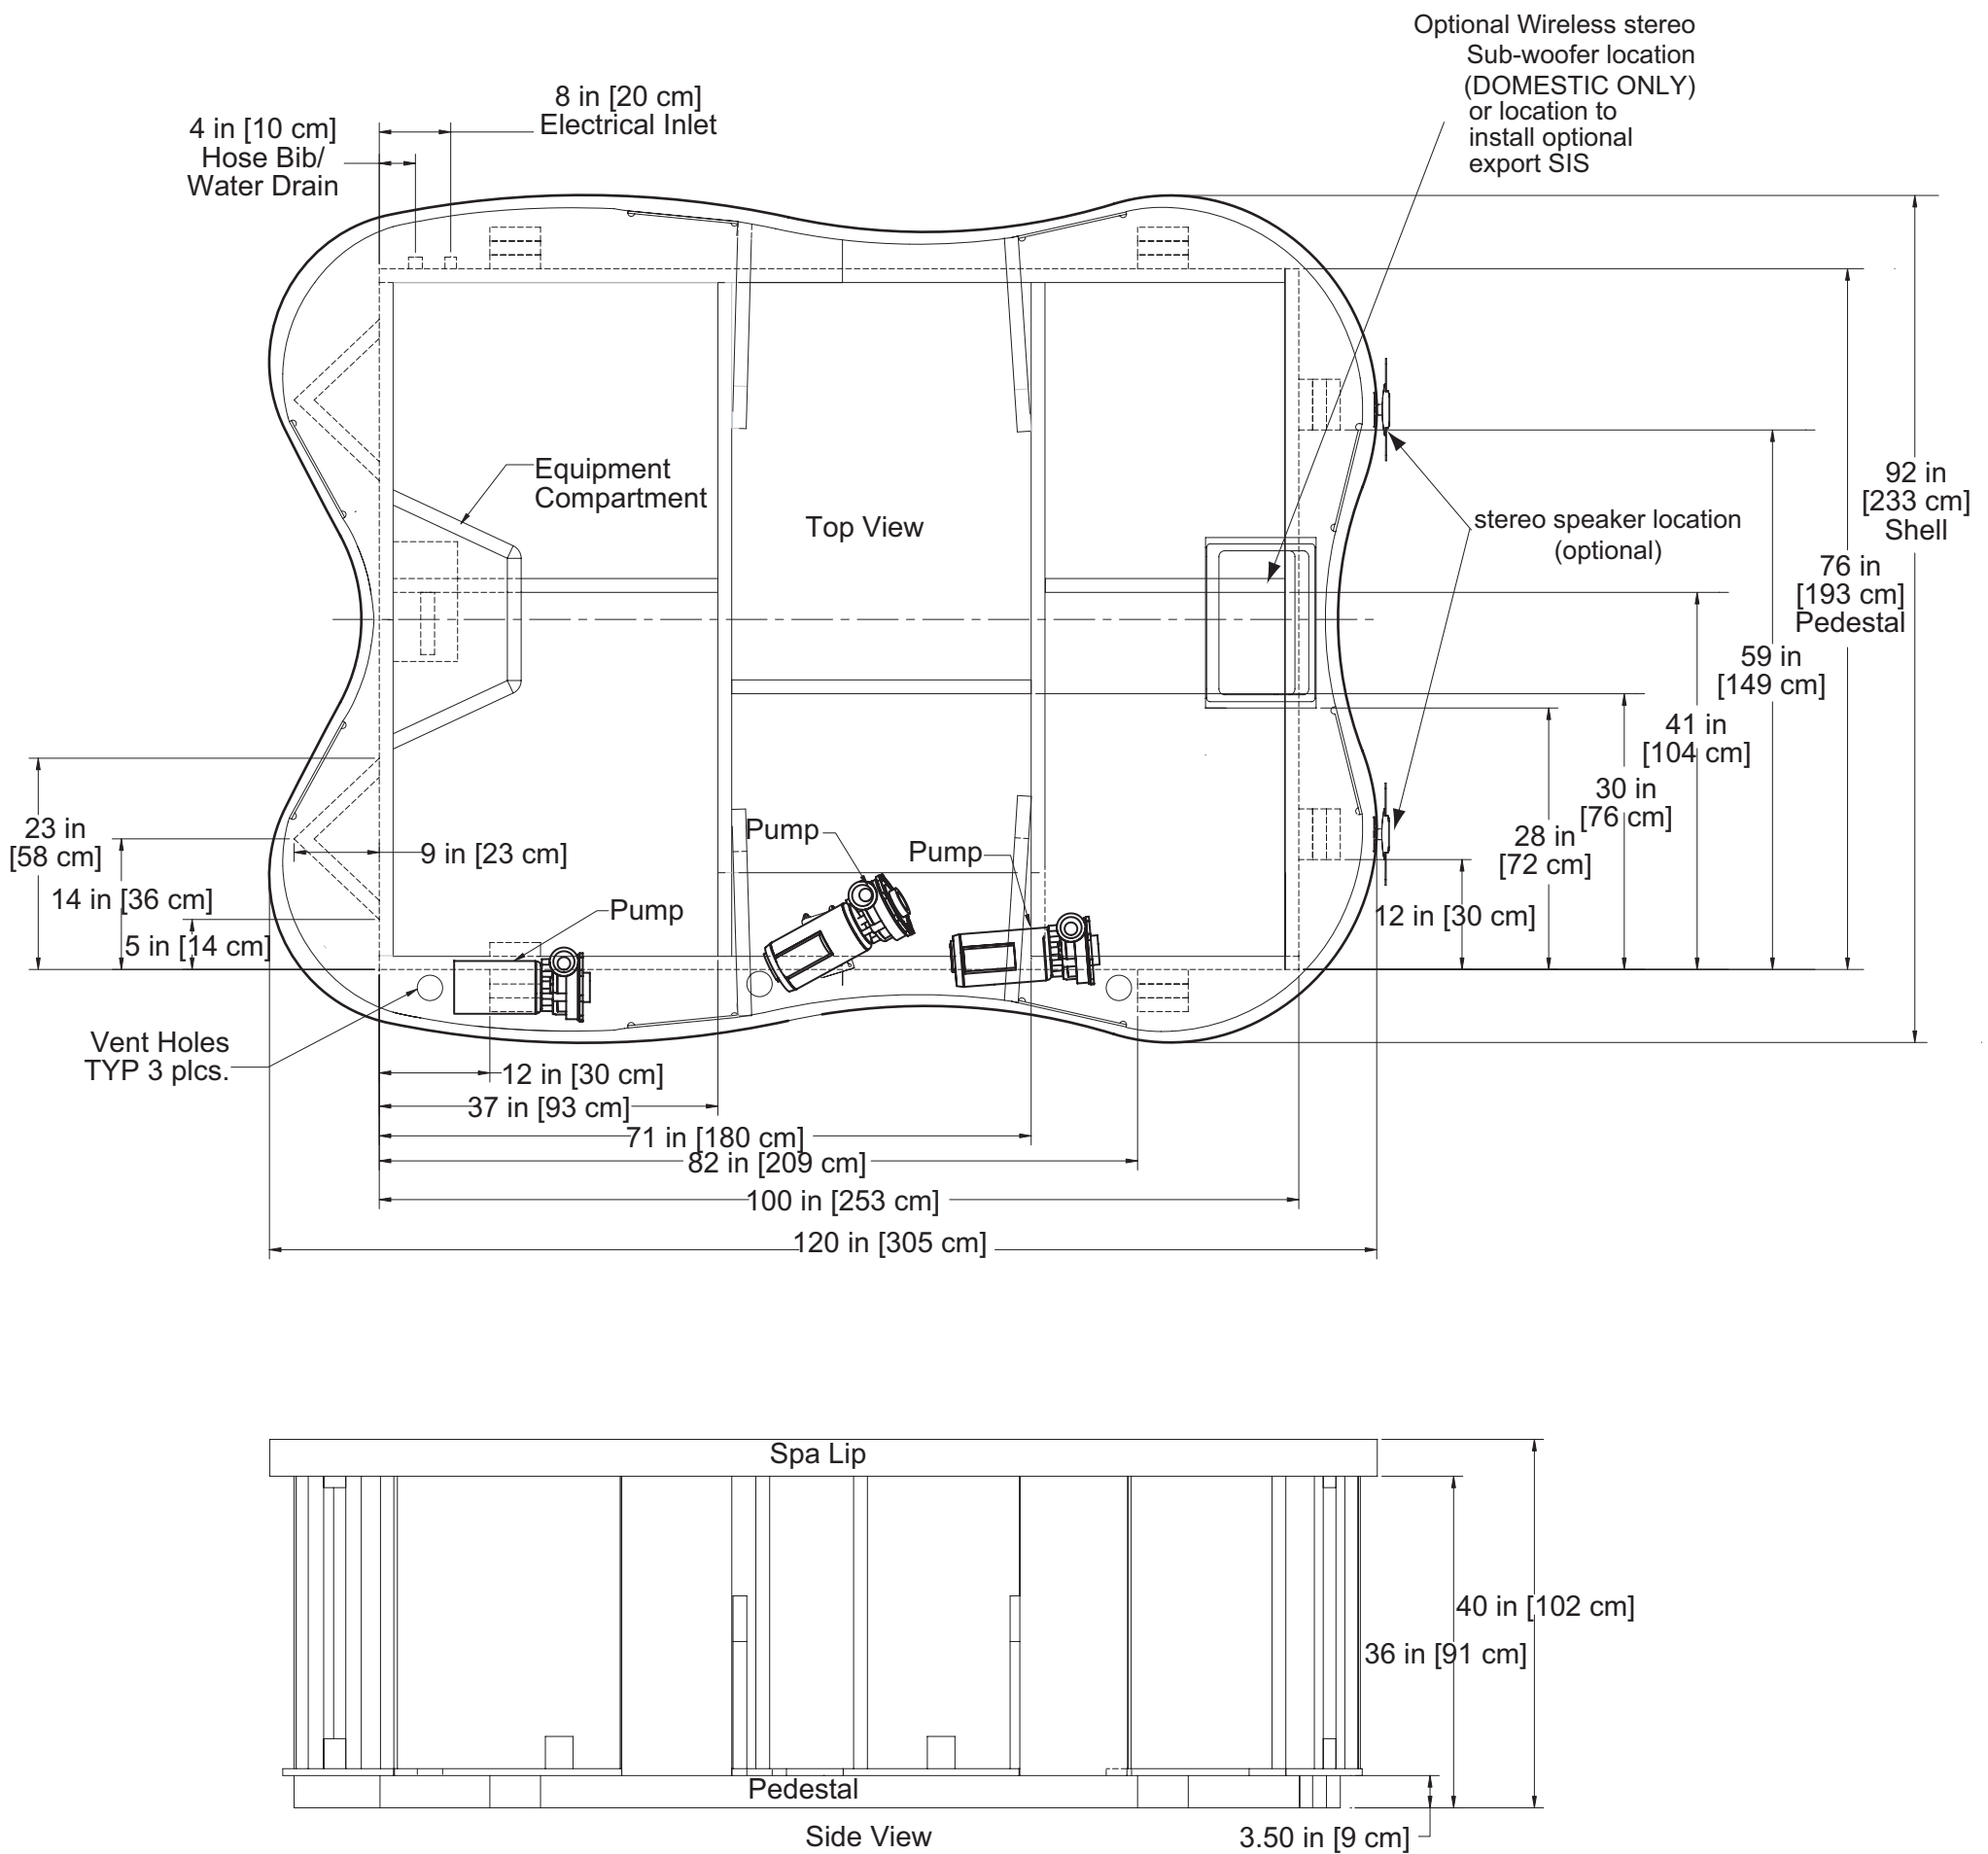 Optional Wireless stereo
Sub-woofer location
(DOMESTIC ONLY)
or location to
install optional
export SIS
8 in [20 cm]
Electrical Inlet
4 in [10 cm]
Hose Bib/
Water Drain
Equipment
Compartment
Top View
92 in
[233 cm]
Shell
stereo speaker location
(optional)
76 in
[193 cm]
Pedestal
59 in
[149 cm]
41 in
[104 cm]
30 in
[76 cm]
28 in
[72 cm]
12 in [30 cm]
23 in
[58 cm]
9 in [23 cm]
14 in [36 cm]
5 in [14 cm]
Pump
Pump
Pump
Vent Holes
TYP 3 plcs.
12 in [30 cm]
37 in [93 cm]
71 in [180 cm]
82 in [209 cm]
100 in [253 cm]
120 in [305 cm]
Spa Lip
40 in [102 cm]
36 in [91 cm]
Pedestal
Side View
3.50 in [9 cm]